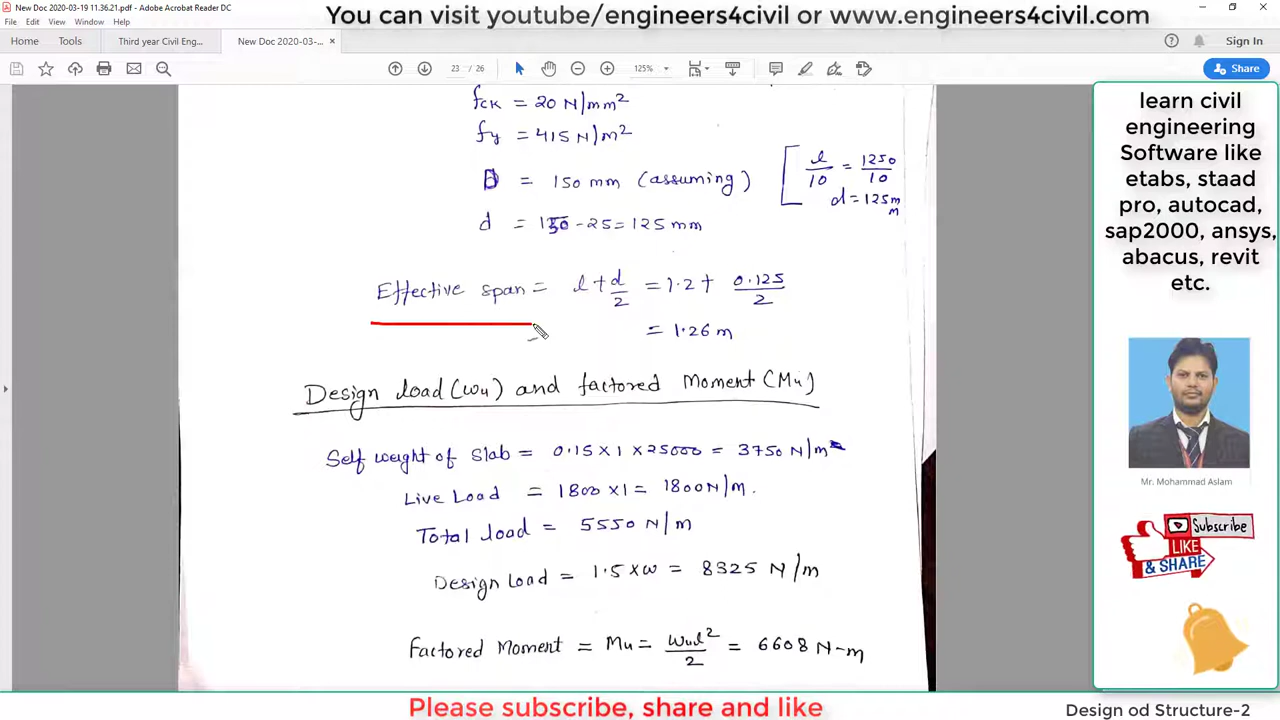 New Doc 2020-03-19 11.36.21.pdf - Adobe Acrobat Reader DC
You can visit youtube/engineers4civil or www.engineers4civil.com
File Edit View Window Help
Home Tools Third year Civil Eng... New Doc 2020-03-... × Sign In
23 / 26 125% Share
fck = 20 N/mm²
fy = 415 N/m²
D = 150 mm (assuming)
[ l/10 = 1250/10
d = 125mm
d = 150 - 25 = 125 mm
Effective span = l + d/2 = 1.2 + 0.125/2
= 1.26 m
Design load (wu) and factored Moment (Mu)
Self weight of slab = 0.15 × 1 × 25000 = 3750 N/m
Live Load = 1800 × 1 = 1800 N/m.
Total load = 5550 N/m
Design Load = 1.5 × w = 8325 N/m
Factored Moment = Mu = wul²/2 = 6608 N-m
learn civil
engineering
Software like
etabs, staad
pro, autocad,
sap2000, ansys,
abacus, revit
etc.
Mr. Mohammad Aslam
Subscribe
LIKE
& SHARE
Please subscribe, share and like
Design od Structure-2